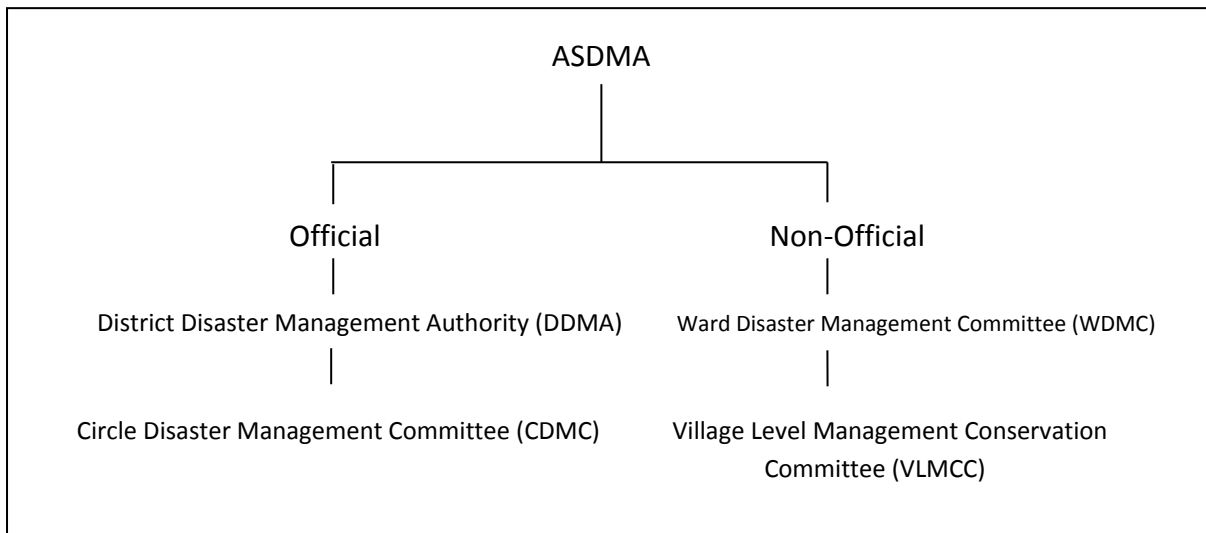 ASDMA
Official
Non-Official
District Disaster Management Authority (DDMA)
Ward Disaster Management Committee (WDMC)
Circle Disaster Management Committee (CDMC)
Village Level Management Conservation
Committee (VLMCC)